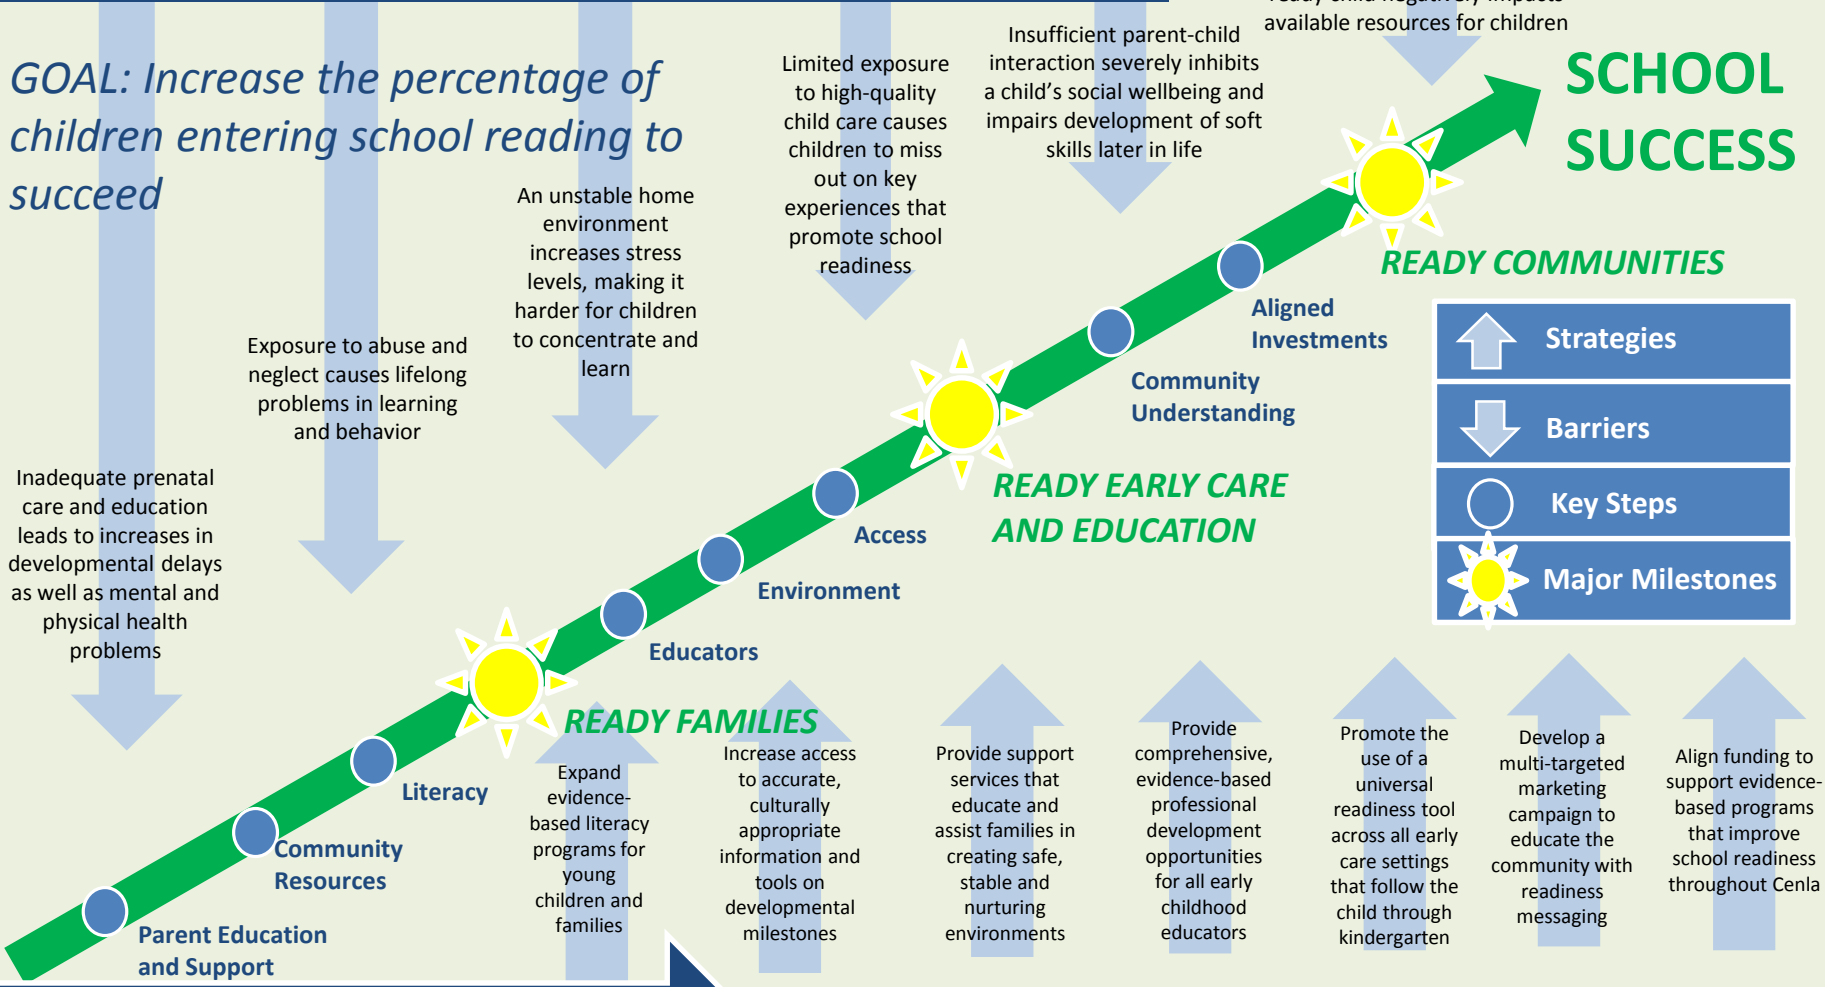 available resources for children
GOAL: Increase the percentage of
children entering school reading to
succeed
SCHOOL
SUCCESS
Insufficient parent-child
interaction severely inhibits
a child’s social wellbeing and
impairs development of soft
skills later in life
Limited exposure
to high-quality
child care causes
children to miss
out on key
experiences that
promote school
readiness
An unstable home
environment
increases stress
levels, making it
harder for children
to concentrate and
learn
Exposure to abuse and
neglect causes lifelong
problems in learning
and behavior
Inadequate prenatal
care and education
leads to increases in
developmental delays
as well as mental and
physical health
problems
READY COMMUNITIES
Aligned
Investments
Community
Understanding
READY EARLY CARE
AND EDUCATION
Access
Environment
Educators
READY FAMILIES
Literacy
Community
Resources
Parent Education
and Support
Strategies
Barriers
Key Steps
Major Milestones
Expand
evidence-
based literacy
programs for
young
children and
families
Increase access
to accurate,
culturally
appropriate
information and
tools on
developmental
milestones
Provide support
services that
educate and
assist families in
creating safe,
stable and
nurturing
environments
Provide
comprehensive,
evidence-based
professional
development
opportunities
for all early
childhood
educators
Promote the
use of a
universal
readiness tool
across all early
care settings
that follow the
child through
kindergarten
Develop a
multi-targeted
marketing
campaign to
educate the
community with
readiness
messaging
Align funding to
support evidence-
based programs
that improve
school readiness
throughout Cenla